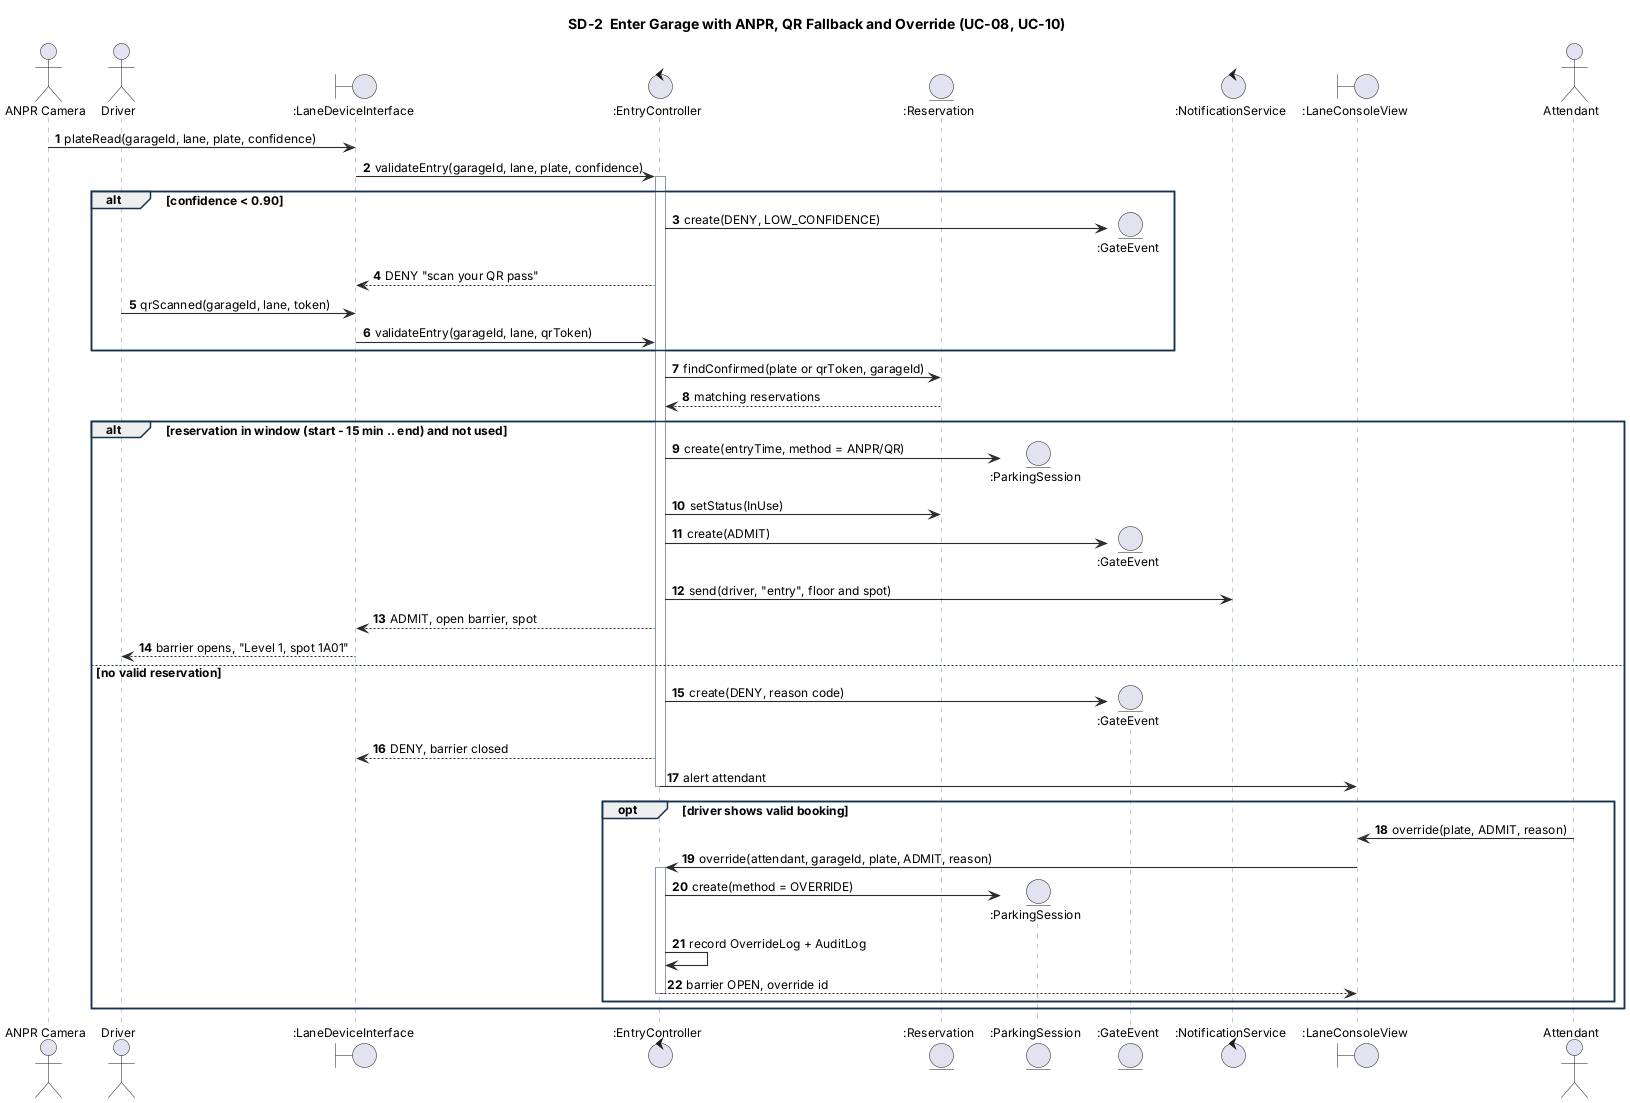 SD-2 Enter Garage with ANPR, QR Fallback and Override (UC-08, UC-10)
ANPR Camera
Driver
:LaneDeviceInterface
:EntryController
:Reservation
:NotificationService
:LaneConsoleView
Attendant
1 plateRead(garageId, lane, plate, confidence)
2 validateEntry(garageId, lane, plate, confidence)
alt [confidence < 0.90]
3 create(DENY, LOW_CONFIDENCE)
:GateEvent
4 DENY "scan your QR pass"
5 qrScanned(garageId, lane, token)
6 validateEntry(garageId, lane, qrToken)
7 findConfirmed(plate or qrToken, garageId)
8 matching reservations
alt [reservation in window (start - 15 min .. end) and not used]
9 create(entryTime, method = ANPR/QR)
:ParkingSession
10 setStatus(InUse)
11 create(ADMIT)
:GateEvent
12 send(driver, "entry", floor and spot)
13 ADMIT, open barrier, spot
14 barrier opens, "Level 1, spot 1A01"
[no valid reservation]
15 create(DENY, reason code)
:GateEvent
16 DENY, barrier closed
17 alert attendant
opt [driver shows valid booking]
18 override(plate, ADMIT, reason)
19 override(attendant, garageId, plate, ADMIT, reason)
20 create(method = OVERRIDE)
:ParkingSession
21 record OverrideLog + AuditLog
22 barrier OPEN, override id
ANPR Camera
Driver
:LaneDeviceInterface
:EntryController
:Reservation
:ParkingSession
:GateEvent
:NotificationService
:LaneConsoleView
Attendant